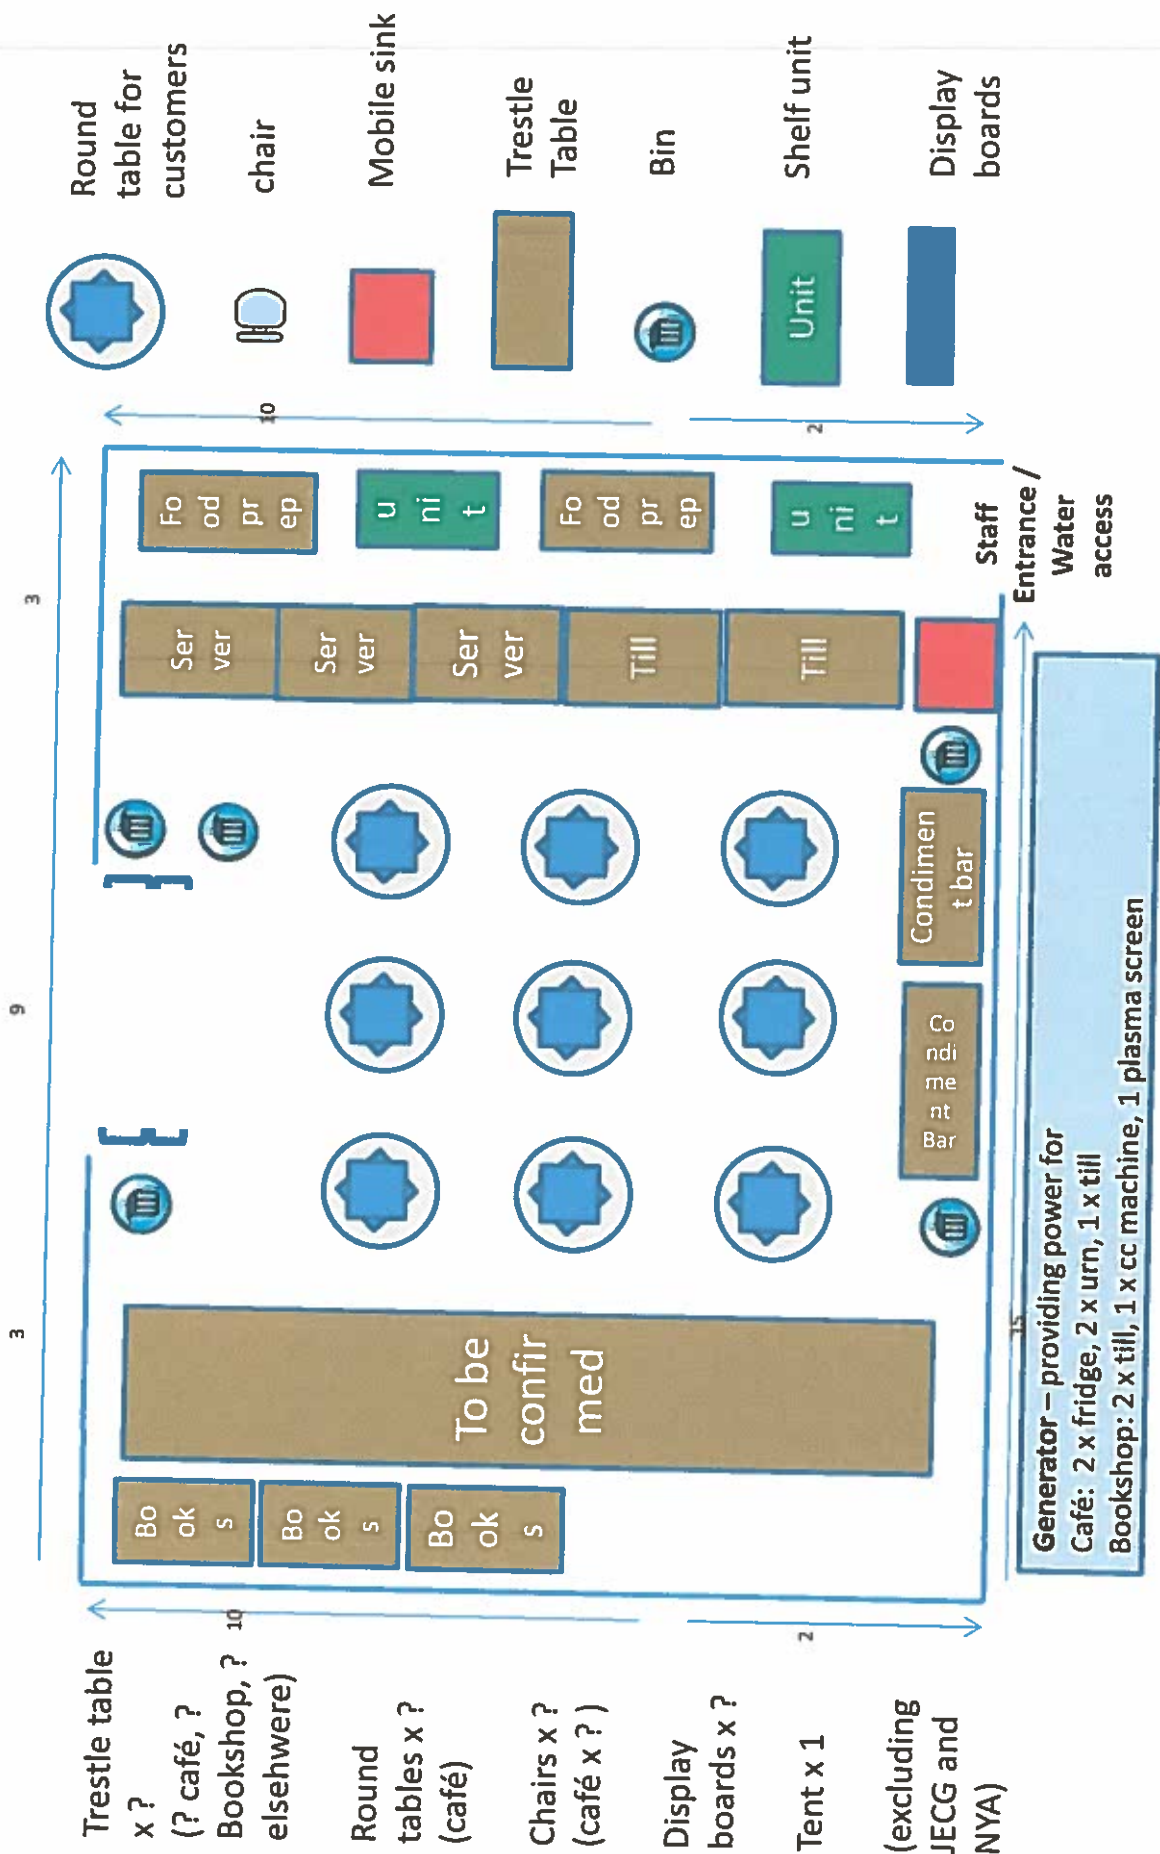 Trestle table
x ?
(? café, ?
Bookshop, ?
elsehwere)
Round
tables x ?
(café)
Chairs x ?
(café x ? )
Display
boards x ?
Tent x 1
(excluding
JECG and
NYA)
3
9
3
10
2
Bo
ok
s
Bo
ok
s
Bo
ok
s
To be
confir
med
Co
ndi
me
nt
Bar
Condimen
t bar
Ser
ver
Ser
ver
Ser
ver
Till
Till
Fo
od
pr
ep
u
ni
t
Fo
od
pr
ep
u
ni
t
10
2
Staff
Entrance /
Water
access
15
Generator – providing power for
Café: 2 x fridge, 2 x urn, 1 x till
Bookshop: 2 x till, 1 x cc machine, 1 plasma screen
Round
table for
customers
chair
Mobile sink
Trestle
Table
Bin
Unit
Shelf unit
Display
boards